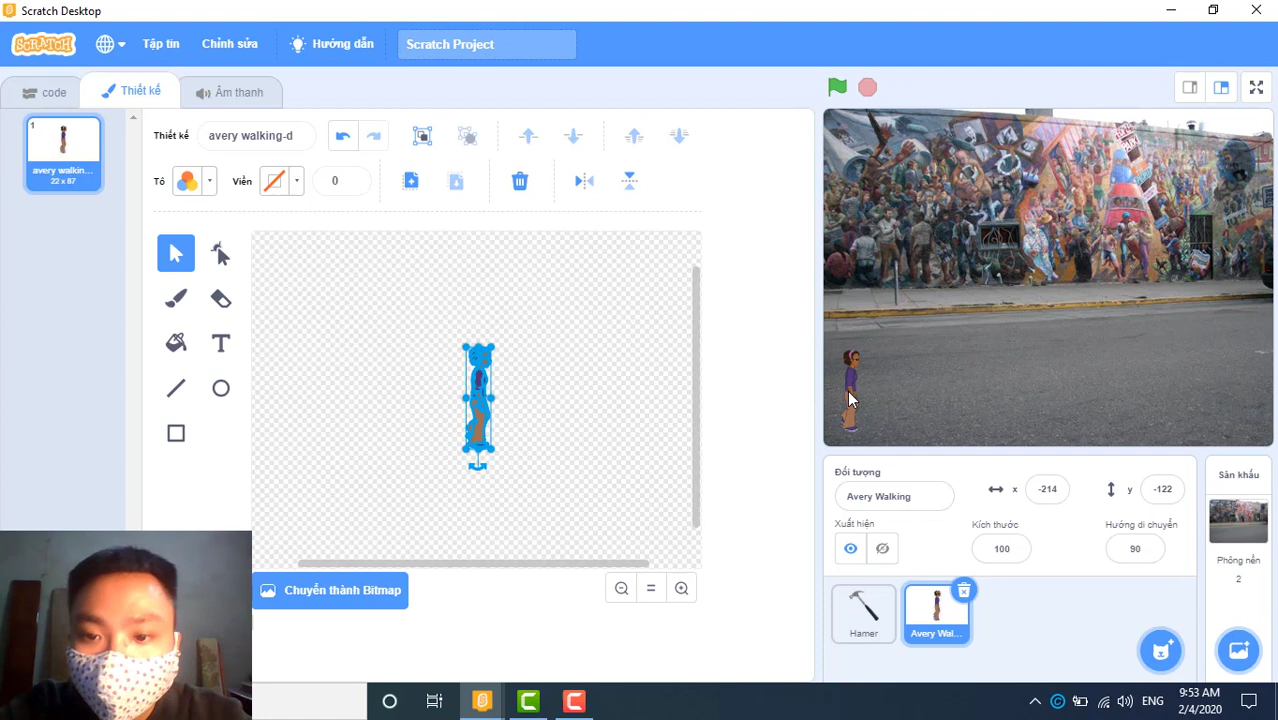 Scratch Desktop
SCRATCH
Tập tin
Chỉnh sửa
Hướng dẫn
Scratch Project
code
Thiết kế
Âm thanh
1
avery walkin...
22 x 87
Thiết kế
avery walking-d
Tô
Viền
0
Chuyển thành Bitmap
Đối tượng
Avery Walking
x
-214
y
-122
Xuất hiện
Kích thước
100
Hướng di chuyển
90
Hamer
Avery Wal...
Sàn khấu
Phông nền
2
ENG
9:53 AM
2/4/2020